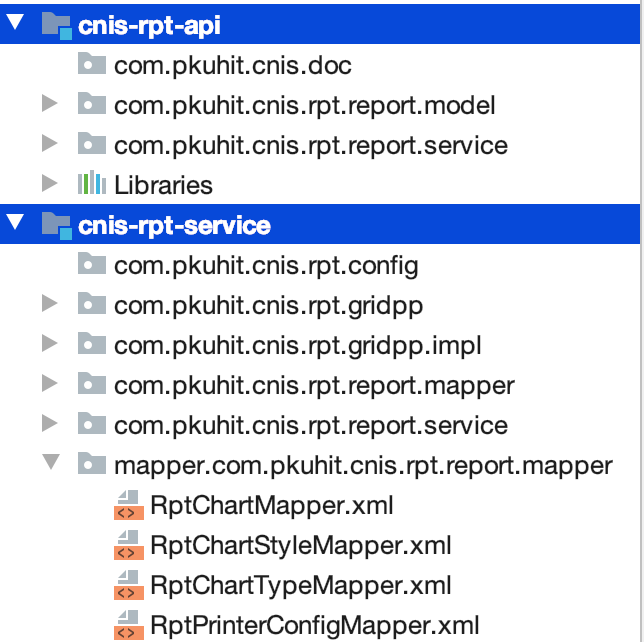 cnis-rpt-api
com.pkuhit.cnis.doc
com.pkuhit.cnis.rpt.report.model
com.pkuhit.cnis.rpt.report.service
Libraries
cnis-rpt-service
com.pkuhit.cnis.rpt.config
com.pkuhit.cnis.rpt.gridpp
com.pkuhit.cnis.rpt.gridpp.impl
com.pkuhit.cnis.rpt.report.mapper
com.pkuhit.cnis.rpt.report.service
mapper.com.pkuhit.cnis.rpt.report.mapper
RptChartMapper.xml
RptChartStyleMapper.xml
RptChartTypeMapper.xml
RptPrinterConfigMapper.xml